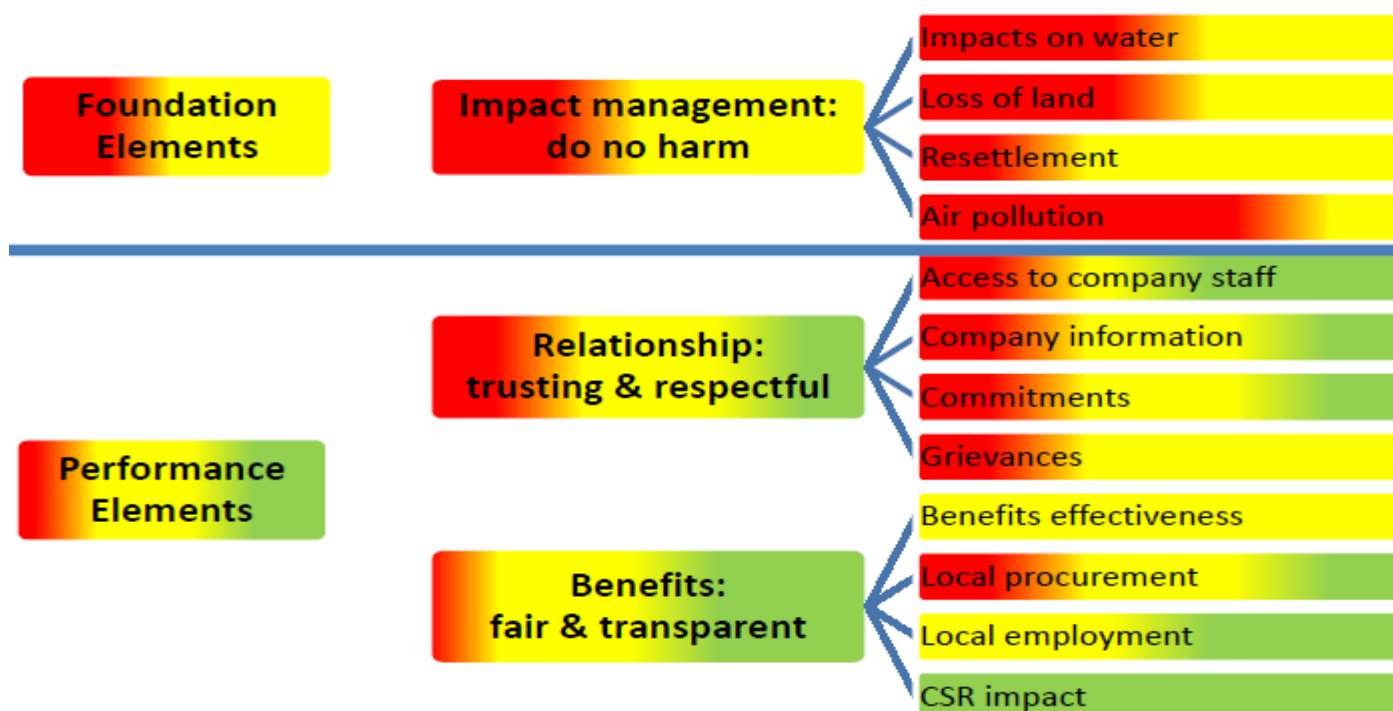 Foundation
Elements
Impact management:
do no harm
Impacts on water
Loss of land
Resettlement
Air pollution
Performance
Elements
Relationship:
trusting & respectful
Access to company staff
Company information
Commitments
Grievances
Benefits:
fair & transparent
Benefits effectiveness
Local procurement
Local employment
CSR impact